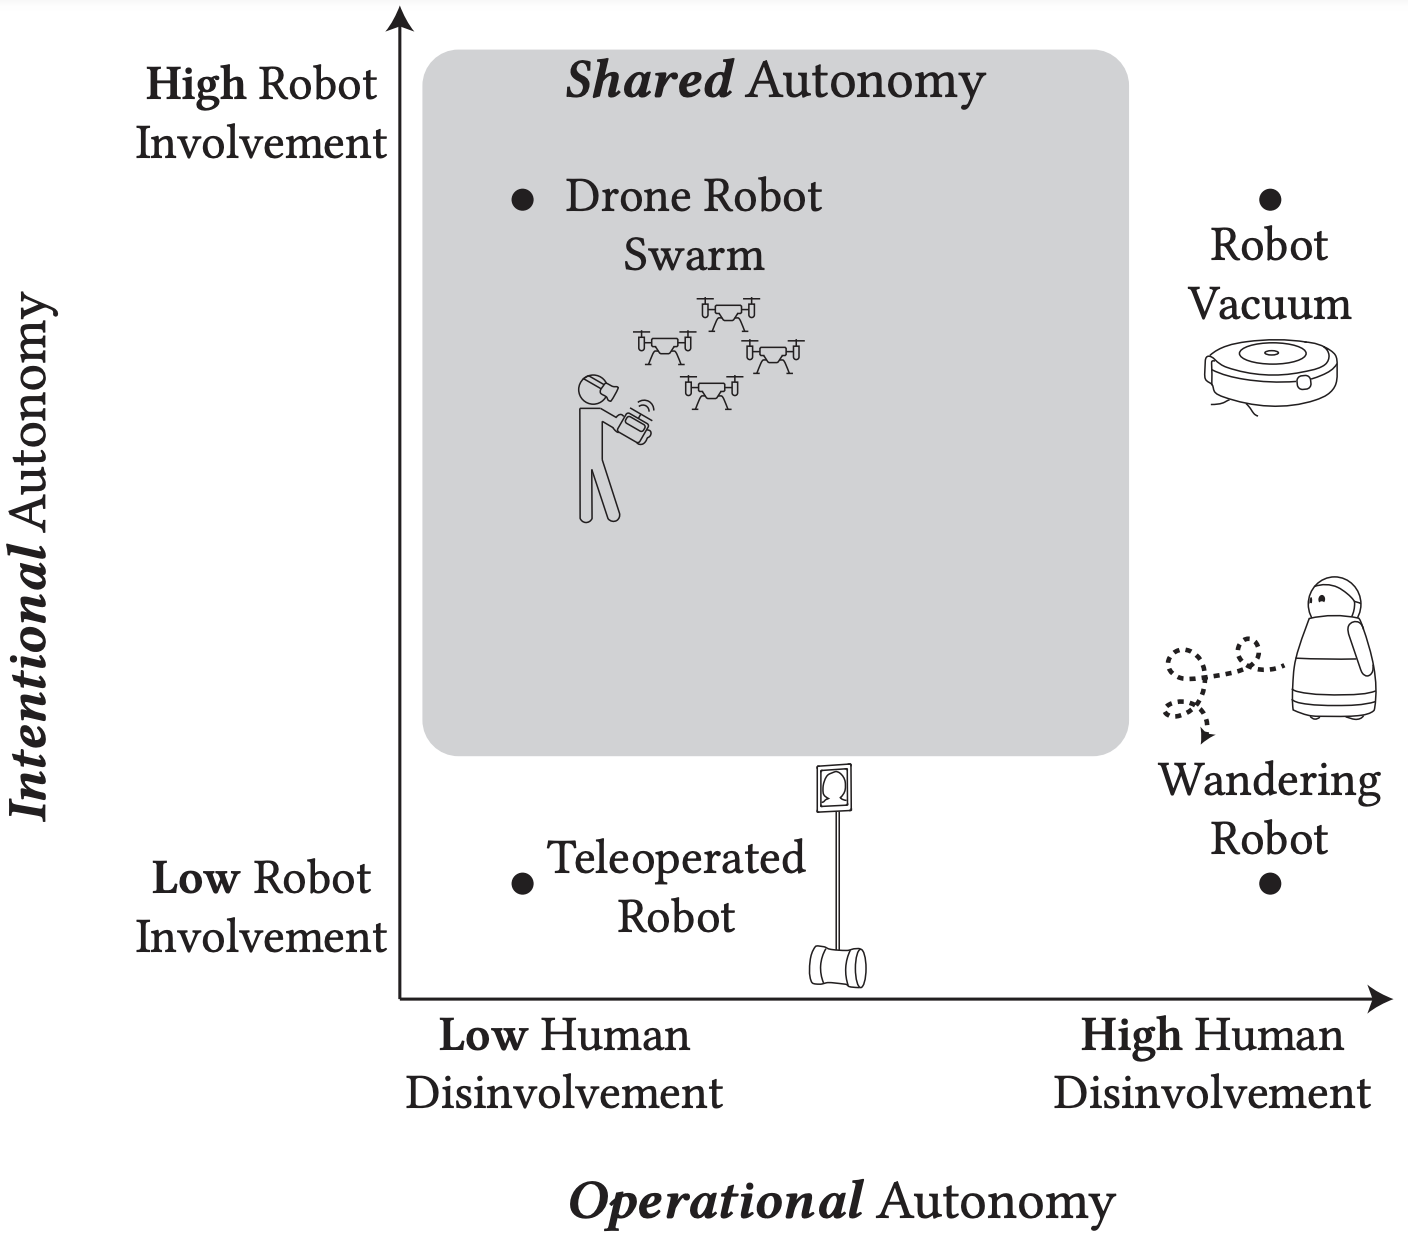 High Robot
Involvement
Shared Autonomy
Drone Robot
Swarm
Robot
Vacuum
Intentional Autonomy
Wandering
Robot
Teleoperated
Robot
Low Robot
Involvement
Low Human
Disinvolvement
High Human
Disinvolvement
Operational Autonomy